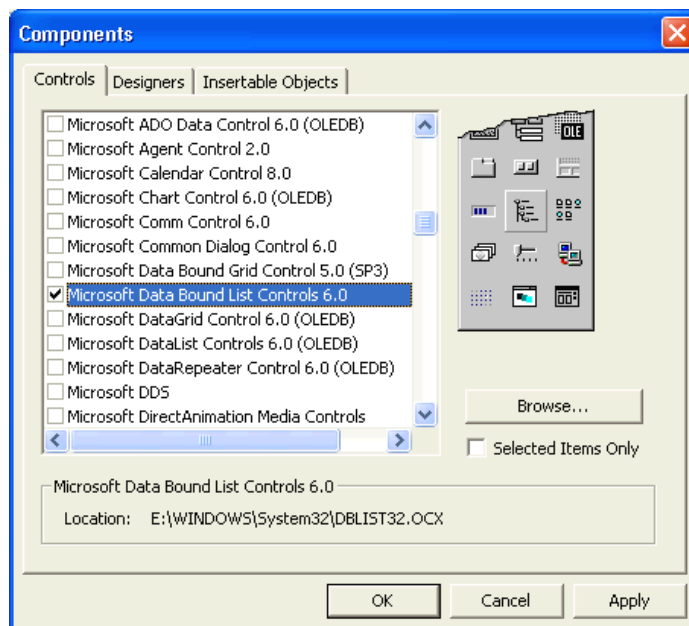 Components
Controls
Designers
Insertable Objects
Microsoft ADO Data Control 6.0 (OLEDB)
Microsoft Agent Control 2.0
Microsoft Calendar Control 8.0
Microsoft Chart Control 6.0 (OLEDB)
Microsoft Comm Control 6.0
Microsoft Common Dialog Control 6.0
Microsoft Data Bound Grid Control 5.0 (SP3)
Microsoft Data Bound List Controls 6.0
Microsoft DataGrid Control 6.0 (OLEDB)
Microsoft DataList Controls 6.0 (OLEDB)
Microsoft DataRepeater Control 6.0 (OLEDB)
Microsoft DDS
Microsoft DirectAnimation Media Controls
OLE
Browse...
Selected Items Only
Microsoft Data Bound List Controls 6.0
Location: E:\WINDOWS\System32\DBLIST32.OCX
OK
Cancel
Apply